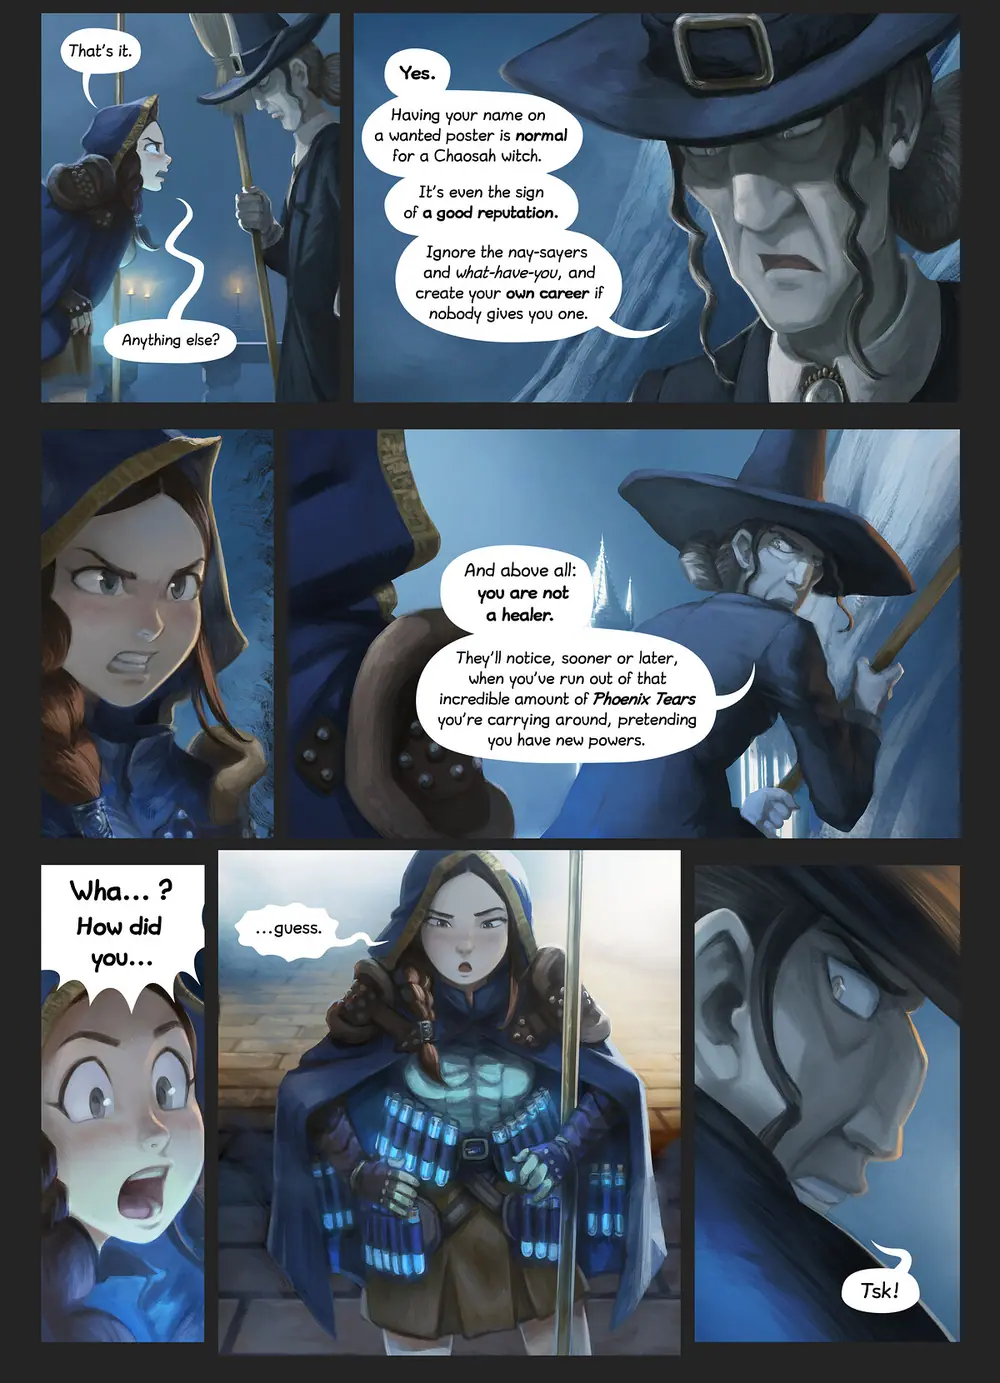 That's it.
Anything else?
Yes.
Having your name on
a wanted poster is normal
for a Chaosah witch.
It's even the sign
of a good reputation.
Ignore the nay-sayers
and what-have-you, and
create your own career if
nobody gives you one.
And above all:
you are not
a healer.
They'll notice, sooner or later,
when you've run out of that
incredible amount of Phoenix Tears
you're carrying around, pretending
you have new powers.
Wha... ?
How did
you...
...guess.
Tsk!